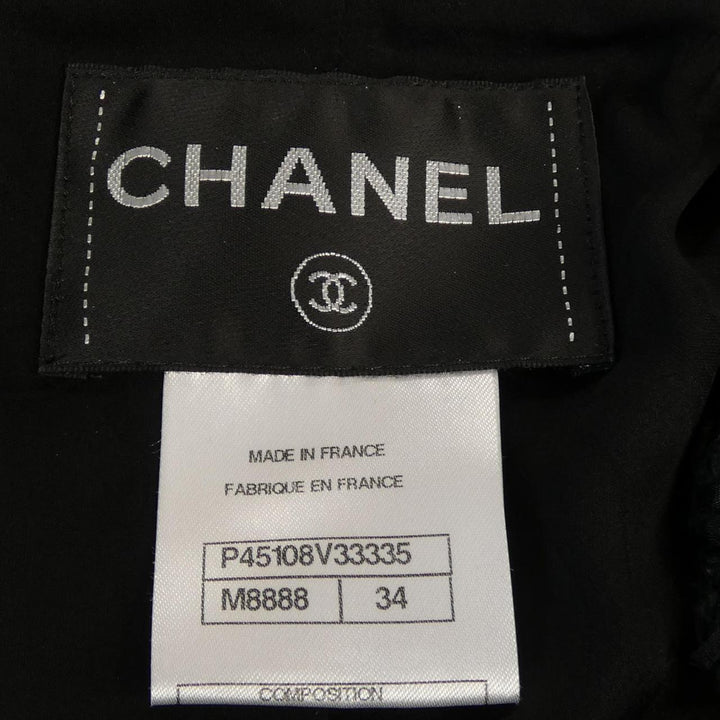 CHANEL
MADE IN FRANCE
FABRIQUE EN FRANCE
P45108V33335
M8888 34
COMPOSITION